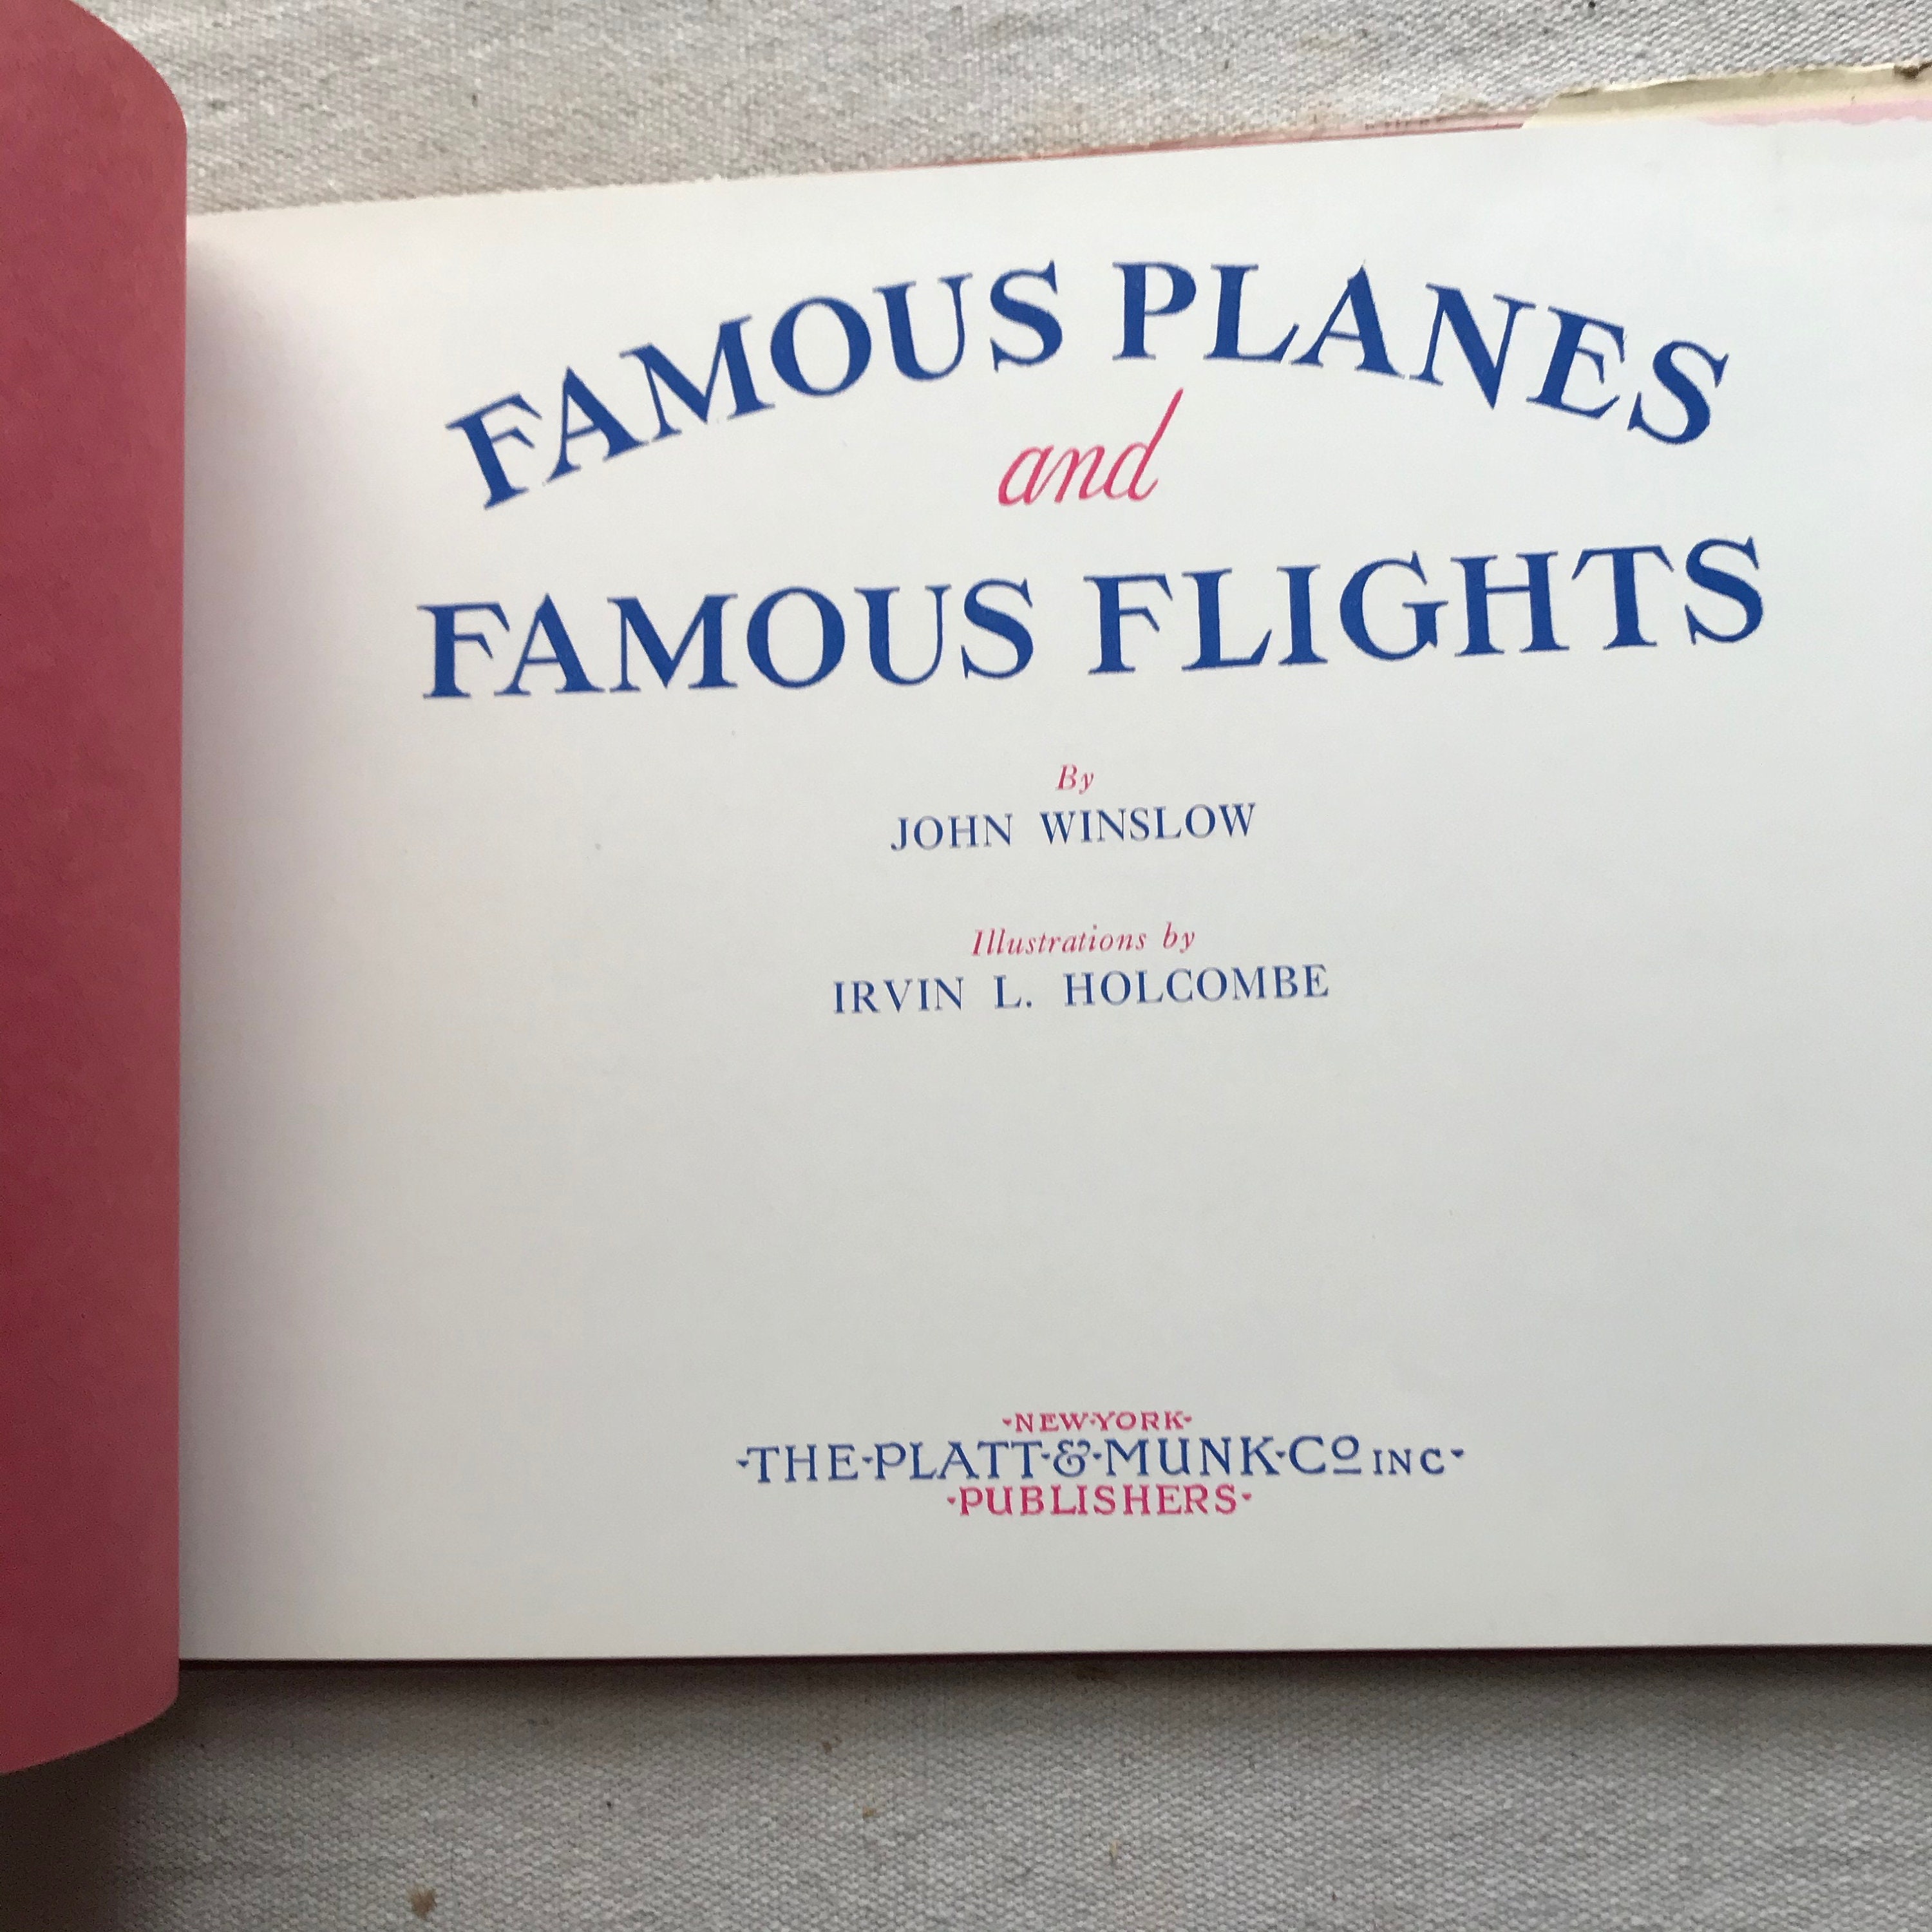 FAMOUS PLANES
and
FAMOUS FLIGHTS
By
JOHN WINSLOW
Illustrations by
IRVIN L. HOLCOMBE
·NEW·YORK·
·THE·PLATT·&·MUNK·Cº INC·
·PUBLISHERS·